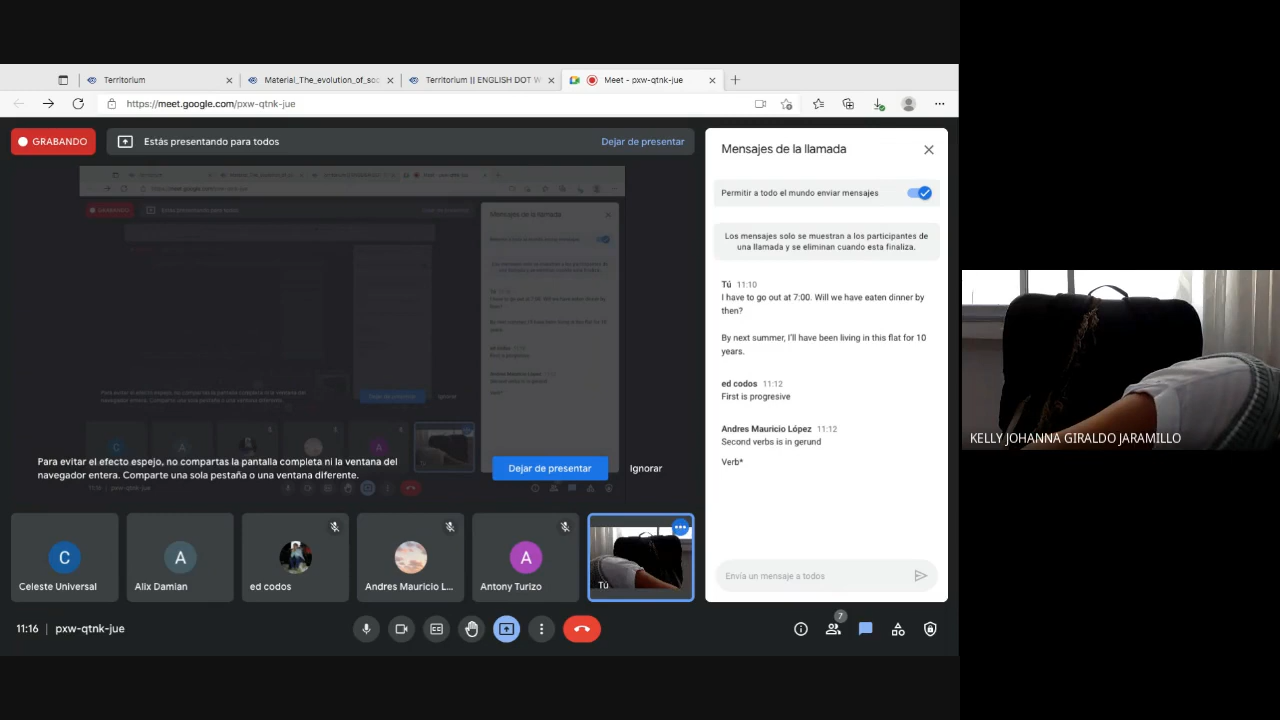 Territorium
Material_The_evolution_of_soc
Territorium || ENGLISH DOT W
Meet - pxw-qtnk-jue
https://meet.google.com/pxw-qtnk-jue
GRABANDO
Estás presentando para todos
Dejar de presentar
Mensajes de la llamada
Permitir a todo el mundo enviar mensajes
Los mensajes solo se muestran a los participantes de
una llamada y se eliminan cuando esta finaliza.
Tú 11:10
I have to go out at 7:00. Will we have eaten dinner by
then?
By next summer, I'll have been living in this flat for 10
years.
ed codos 11:12
First is progresive
Andres Mauricio López 11:12
Second verbs is in gerund
Verb*
Envía un mensaje a todos
Para evitar el efecto espejo, no compartas la pantalla completa ni la ventana del
navegador entera. Comparte una sola pestaña o una ventana diferente.
Dejar de presentar
Ignorar
C
Celeste Universal
A
Alix Damian
ed codos
Andres Mauricio L...
A
Antony Turizo
Tú
11:16 | pxw-qtnk-jue
7
KELLY JOHANNA GIRALDO JARAMILLO